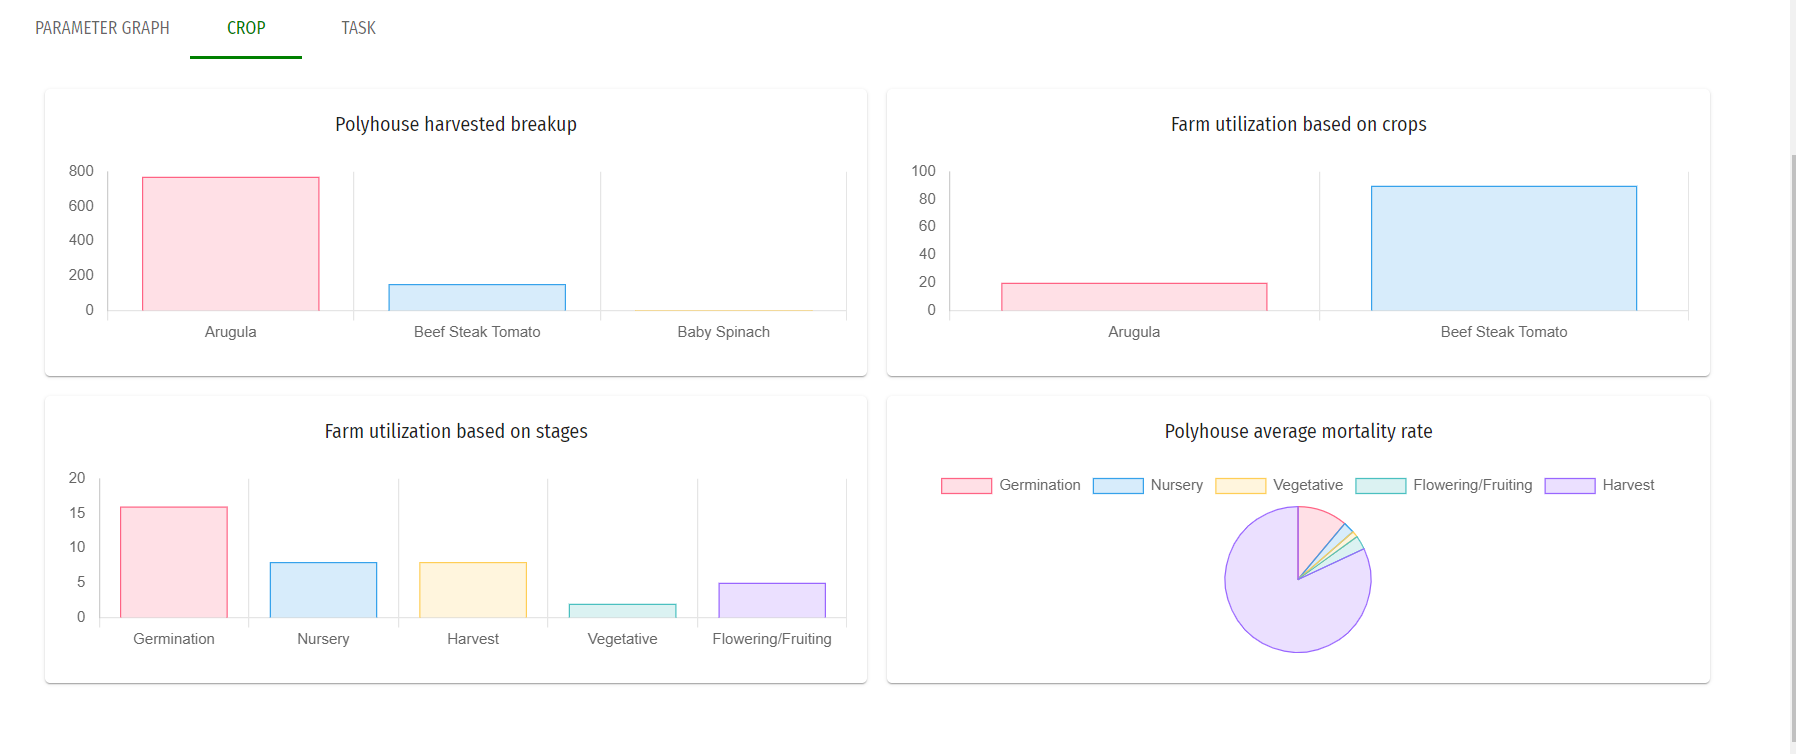 PARAMETER GRAPH CROP TASK
Polyhouse harvested breakup
800
600
400
200
0
Arugula Beef Steak Tomato Baby Spinach
Farm utilization based on crops
100
80
60
40
20
0
Arugula Beef Steak Tomato
Farm utilization based on stages
20
15
10
5
0
Germination Nursery Harvest Vegetative Flowering/Fruiting
Polyhouse average mortality rate
Germination Nursery Vegetative Flowering/Fruiting Harvest